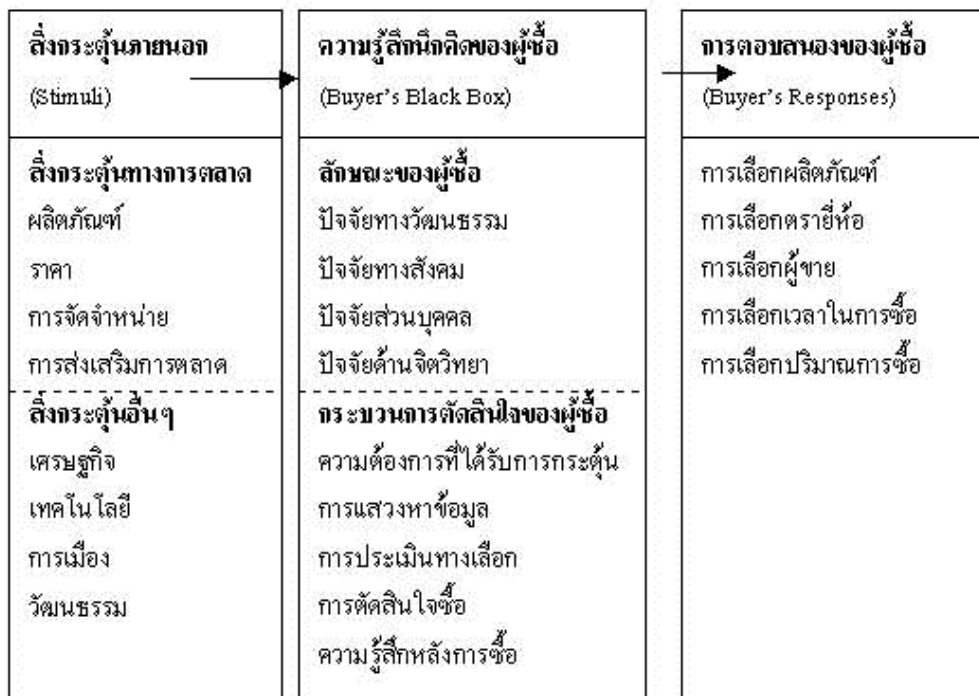 สิ่งกระตุ้นภายนอก
(Stimuli)
สิ่งกระตุ้นทางการตลาด
ผลิตภัณฑ์
ราคา
การจัดจำหน่าย
การส่งเสริมการตลาด
สิ่งกระตุ้นอื่นๆ
เศรษฐกิจ
เทคโนโลยี
การเมือง
วัฒนธรรม
ความรู้สึกนึกคิดของผู้ซื้อ
(Buyer's Black Box)
ลักษณะของผู้ซื้อ
ปัจจัยทางวัฒนธรรม
ปัจจัยทางสังคม
ปัจจัยส่วนบุคคล
ปัจจัยด้านจิตวิทยา
กระบวนการตัดสินใจของผู้ซื้อ
ความต้องการที่ได้รับการกระตุ้น
การแสวงหาข้อมูล
การประเมินทางเลือก
การตัดสินใจซื้อ
ความรู้สึกหลังการซื้อ
การตอบสนองของผู้ซื้อ
(Buyer's Responses)
การเลือกผลิตภัณฑ์
การเลือกตรายี่ห้อ
การเลือกผู้ขาย
การเลือกเวลาในการซื้อ
การเลือกปริมาณการซื้อ